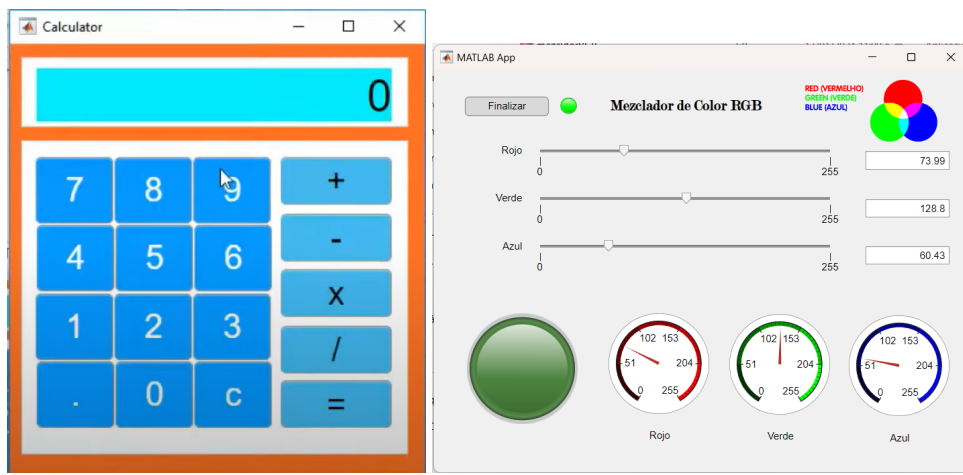 Calculator
0
7 8 9 +
4 5 6 -
x
1 2 3 /
. 0 c =
MATLAB App
Finalizar
Mezclador de Color RGB
RED (VERMELHO)
GREEN (VERDE)
BLUE (AZUL)
Rojo
0 255
73.99
Verde
0 255
128.8
Azul
0 255
60.43
0 51 102 153 204 255
Rojo
0 51 102 153 204 255
Verde
0 51 102 153 204 255
Azul